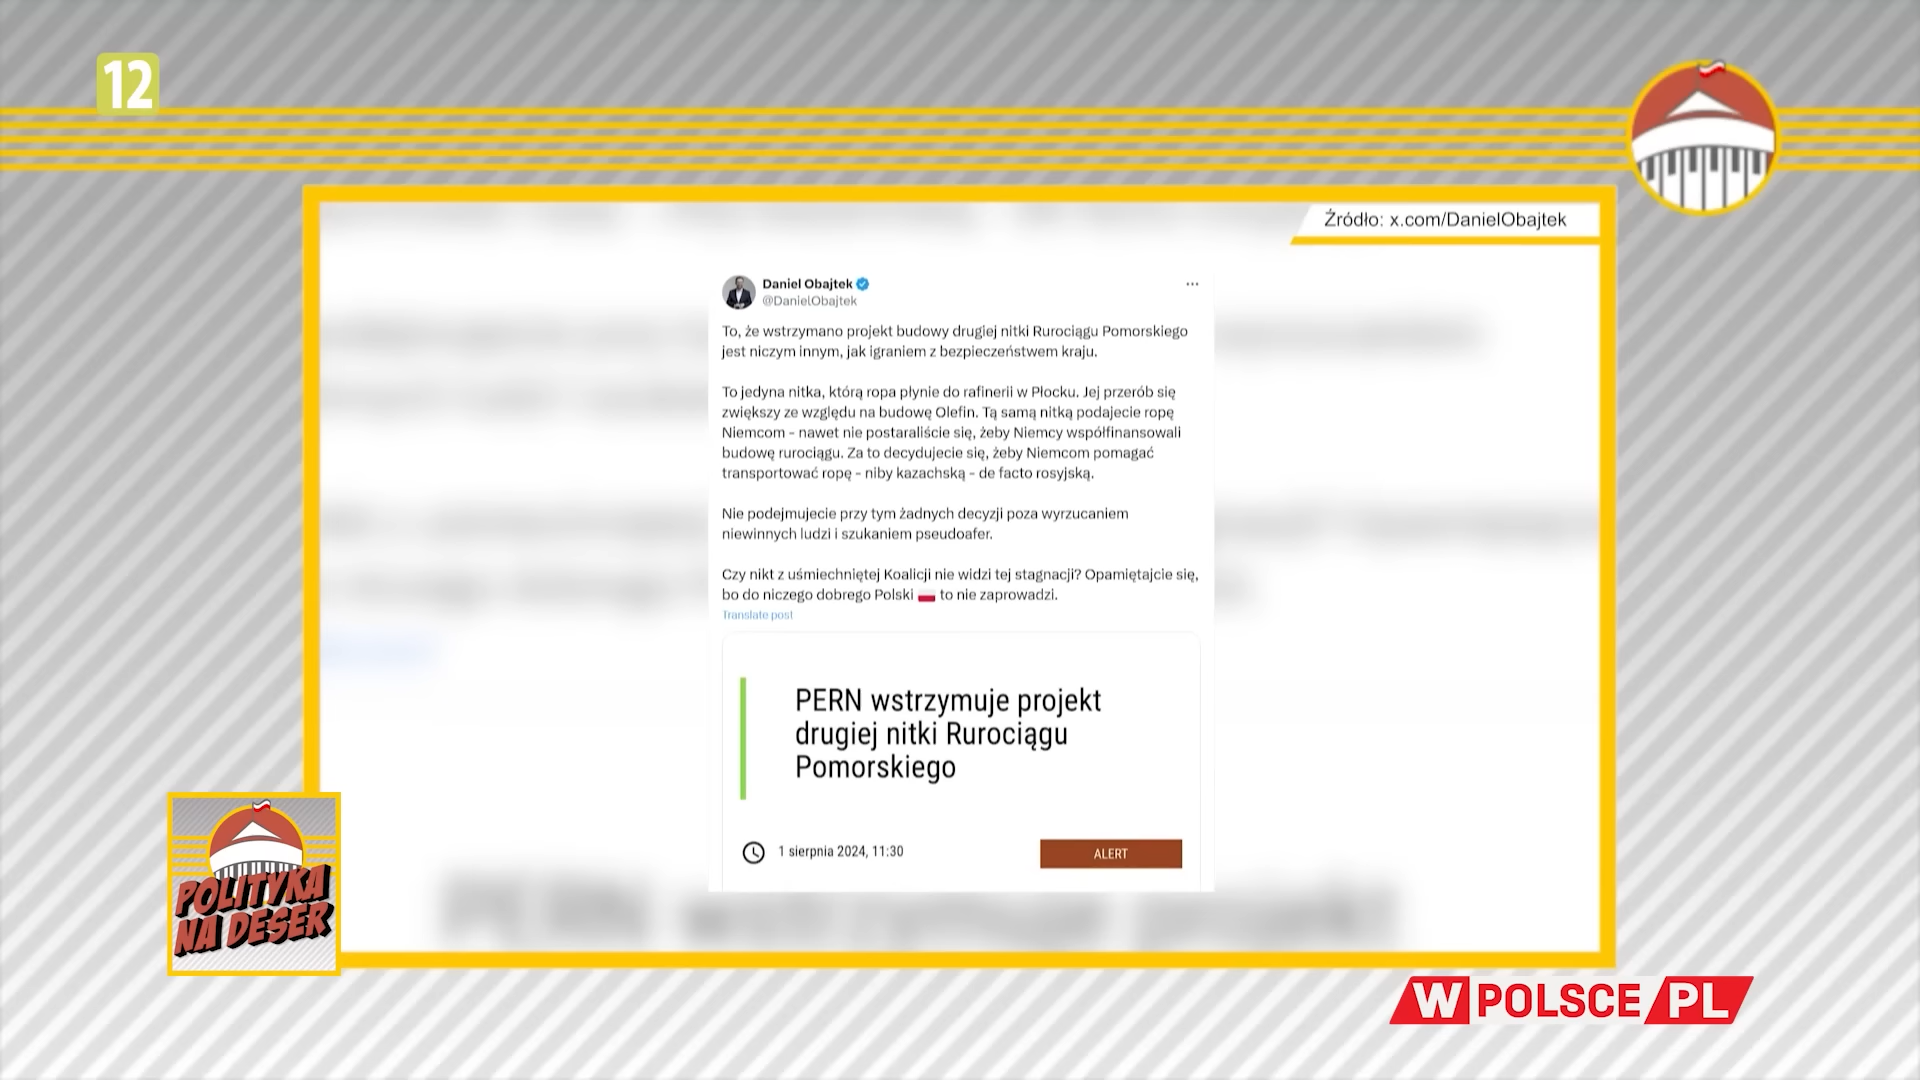 12
Źródło: x.com/DanielObajtek
Daniel Obajtek
@DanielObajtek
To, że wstrzymano projekt budowy drugiej nitki Rurociągu Pomorskiego
jest niczym innym, jak igraniem z bezpieczeństwem kraju.
To jedyna nitka, którą ropa płynie do rafinerii w Płocku. Jej przerób się
zwiększy ze względu na budowę Olefin. Tą samą nitką podajecie ropę
Niemcom - nawet nie postaraliście się, żeby Niemcy współfinansowali
budowę rurociągu. Za to decydujecie się, żeby Niemcom pomagać
transportować ropę - niby kazachską - de facto rosyjską.
Nie podejmujecie przy tym żadnych decyzji poza wyrzucaniem
niewinnych ludzi i szukaniem pseudoafer.
Czy nikt z uśmiechniętej Koalicji nie widzi tej stagnacji? Opamiętajcie się,
bo do niczego dobrego Polski 🇵🇱 to nie zaprowadzi.
Translate post
PERN wstrzymuje projekt
drugiej nitki Rurociągu
Pomorskiego
1 sierpnia 2024, 11:30
ALERT
POLITYKA
NA DESER
PERN wstrzymuje projekt
W POLSCE PL